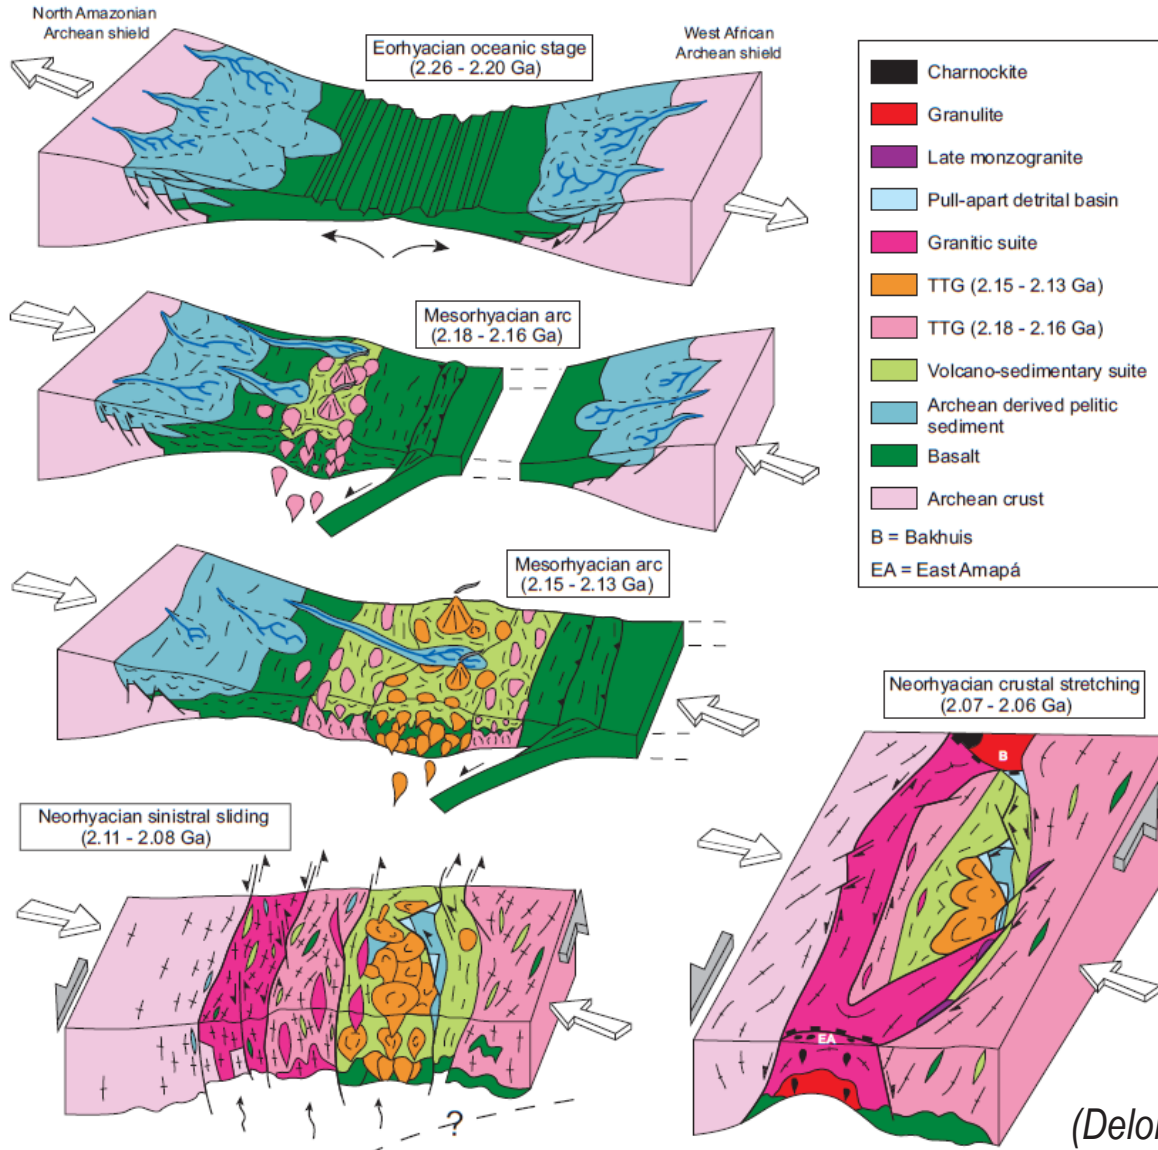 North Amazonian
Archean shield
Eorhyacian oceanic stage
(2.26 - 2.20 Ga)
West African
Archean shield
Charnockite
Granulite
Late monzogranite
Pull-apart detrital basin
Granitic suite
TTG (2.15 - 2.13 Ga)
TTG (2.18 - 2.16 Ga)
Volcano-sedimentary suite
Archean derived pelitic
sediment
Basalt
Archean crust
B = Bakhuis
EA = East Amapá
Mesorhyacian arc
(2.18 - 2.16 Ga)
Mesorhyacian arc
(2.15 - 2.13 Ga)
Neorhyacian crustal stretching
(2.07 - 2.06 Ga)
B
EA
Neorhyacian sinistral sliding
(2.11 - 2.08 Ga)
?